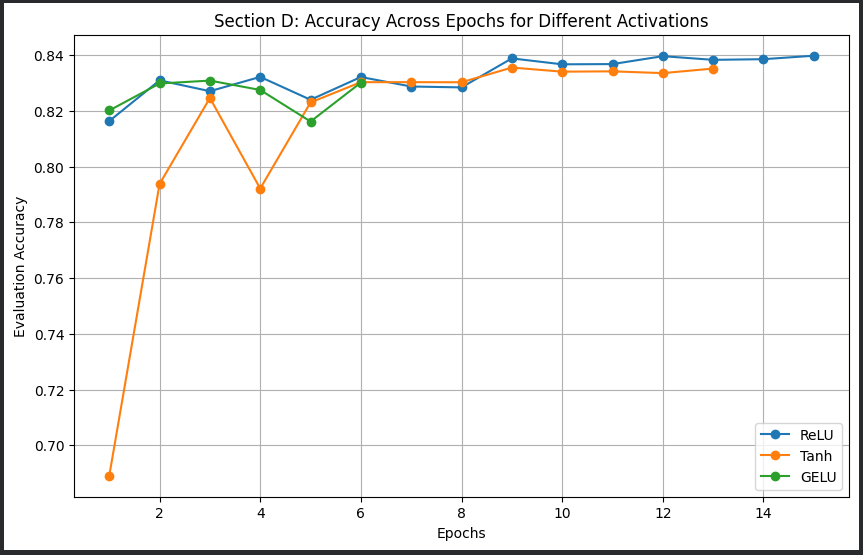 Section D: Accuracy Across Epochs for Different Activations
0.84
0.82
0.80
0.78
0.76
0.74
0.72
0.70
Evaluation Accuracy
ReLU
Tanh
GELU
2 4 6 8 10 12 14
Epochs